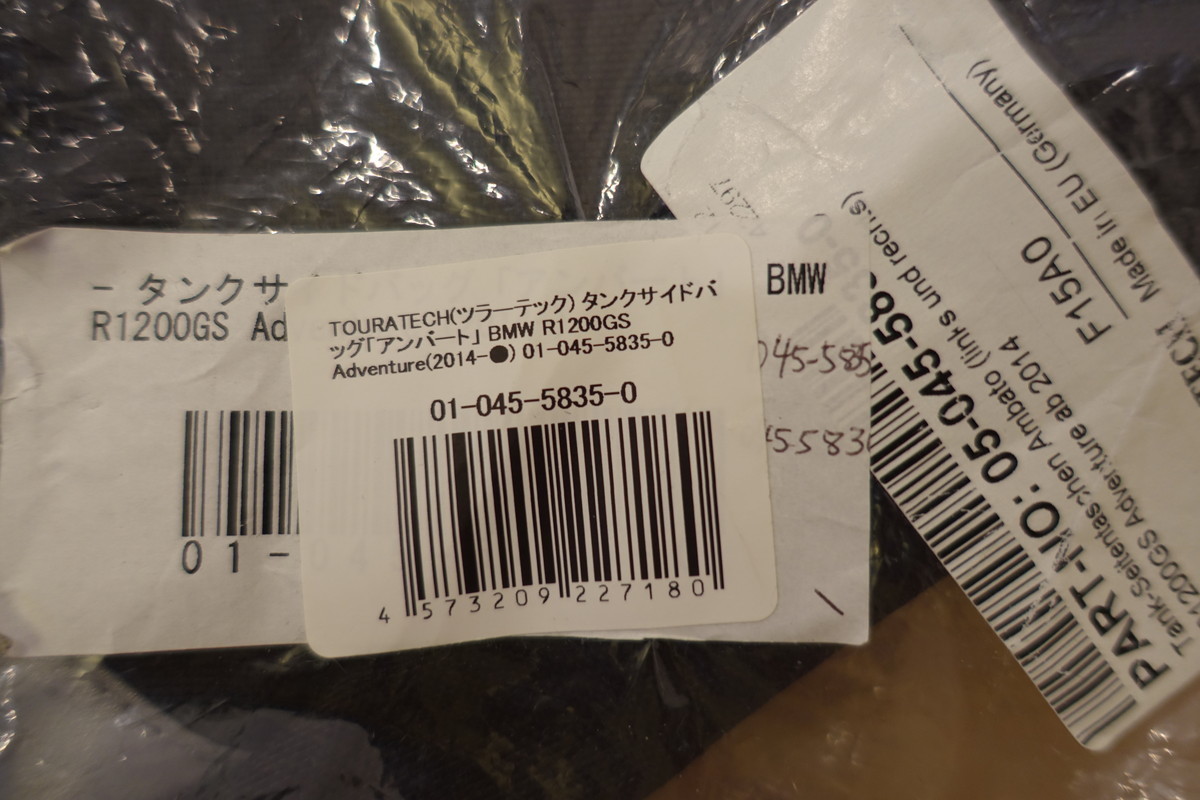 - タンクサ
BMW
R1200GS Ad
01-
TOURATECH(ツラーテック) タンクサイドバ
ッグ「アンバート」 BMW R1200GS
Adventure(2014-●) 01-045-5835-0
01-045-5835-0
4 573209 227180
045-5835
Made in EU (Germany)
F15A0
1200GS Adventure ab 2014
Tank-Seitentaschen Ambato (links und rechts)
PART-NO: 05-045-58